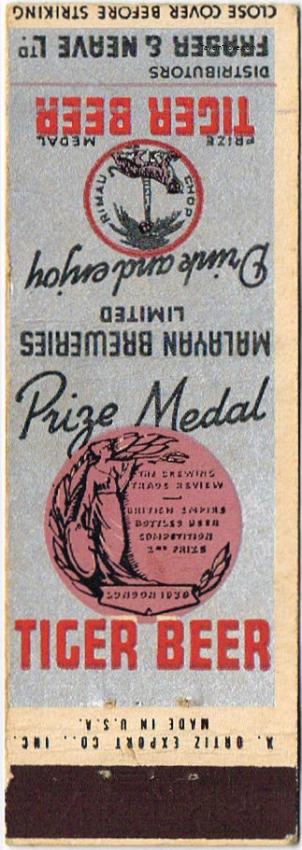 CLOSE COVER BEFORE STRIKING
FRASER & NEAVE LTD
DISTRIBUTORS
TIGER BEER
PRIZE MEDAL
RIMAU CHOP
Drink and enjoy
LIMITED
MALAYAN BREWERIES
Prize Medal
THE BREWING
TRADE REVIEW
BRITISH EMPIRE
BOTTLED BEER
COMPETITION
2ND PRIZE
LONDON 1936
TIGER BEER
MADE IN U.S.A.
X. ORTIZ EXPORT CO., INC.